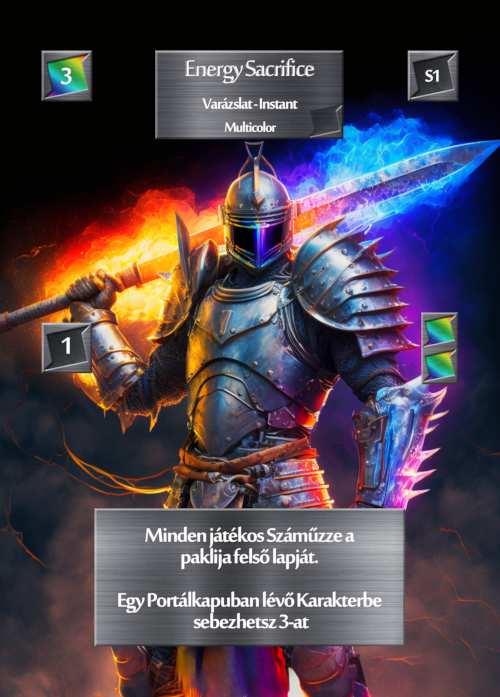 3
Energy Sacrifice
S1
Varázslat - Instant
Multicolor
1
Minden játékos Száműzze a
paklija felső lapját.
Egy Portálkapuban lévő Karakterbe
sebezhetsz 3-at